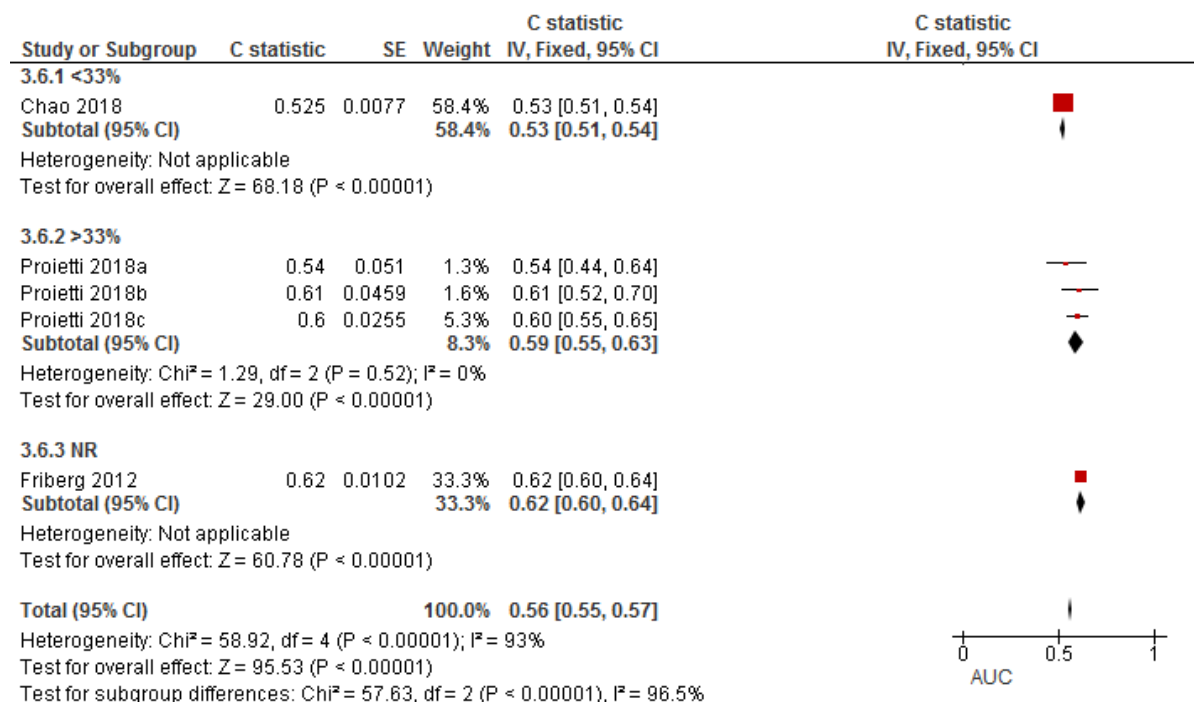 C statistic C statistic
Study or Subgroup C statistic SE Weight IV, Fixed, 95% CI IV, Fixed, 95% CI
3.6.1 <33%
Chao 2018 0.525 0.0077 58.4% 0.53 [0.51, 0.54]
Subtotal (95% CI) 58.4% 0.53 [0.51, 0.54]
Heterogeneity: Not applicable
Test for overall effect: Z = 68.18 (P < 0.00001)
3.6.2 >33%
Proietti 2018a 0.54 0.051 1.3% 0.54 [0.44, 0.64]
Proietti 2018b 0.61 0.0459 1.6% 0.61 [0.52, 0.70]
Proietti 2018c 0.6 0.0255 5.3% 0.60 [0.55, 0.65]
Subtotal (95% CI) 8.3% 0.59 [0.55, 0.63]
Heterogeneity: Chi² = 1.29, df = 2 (P = 0.52); I² = 0%
Test for overall effect: Z = 29.00 (P < 0.00001)
3.6.3 NR
Friberg 2012 0.62 0.0102 33.3% 0.62 [0.60, 0.64]
Subtotal (95% CI) 33.3% 0.62 [0.60, 0.64]
Heterogeneity: Not applicable
Test for overall effect: Z = 60.78 (P < 0.00001)
Total (95% CI) 100.0% 0.56 [0.55, 0.57]
Heterogeneity: Chi² = 58.92, df = 4 (P < 0.00001); I² = 93%
Test for overall effect: Z = 95.53 (P < 0.00001)
Test for subgroup differences: Chi² = 57.63, df = 2 (P < 0.00001), I² = 96.5%
0 0.5 1
AUC